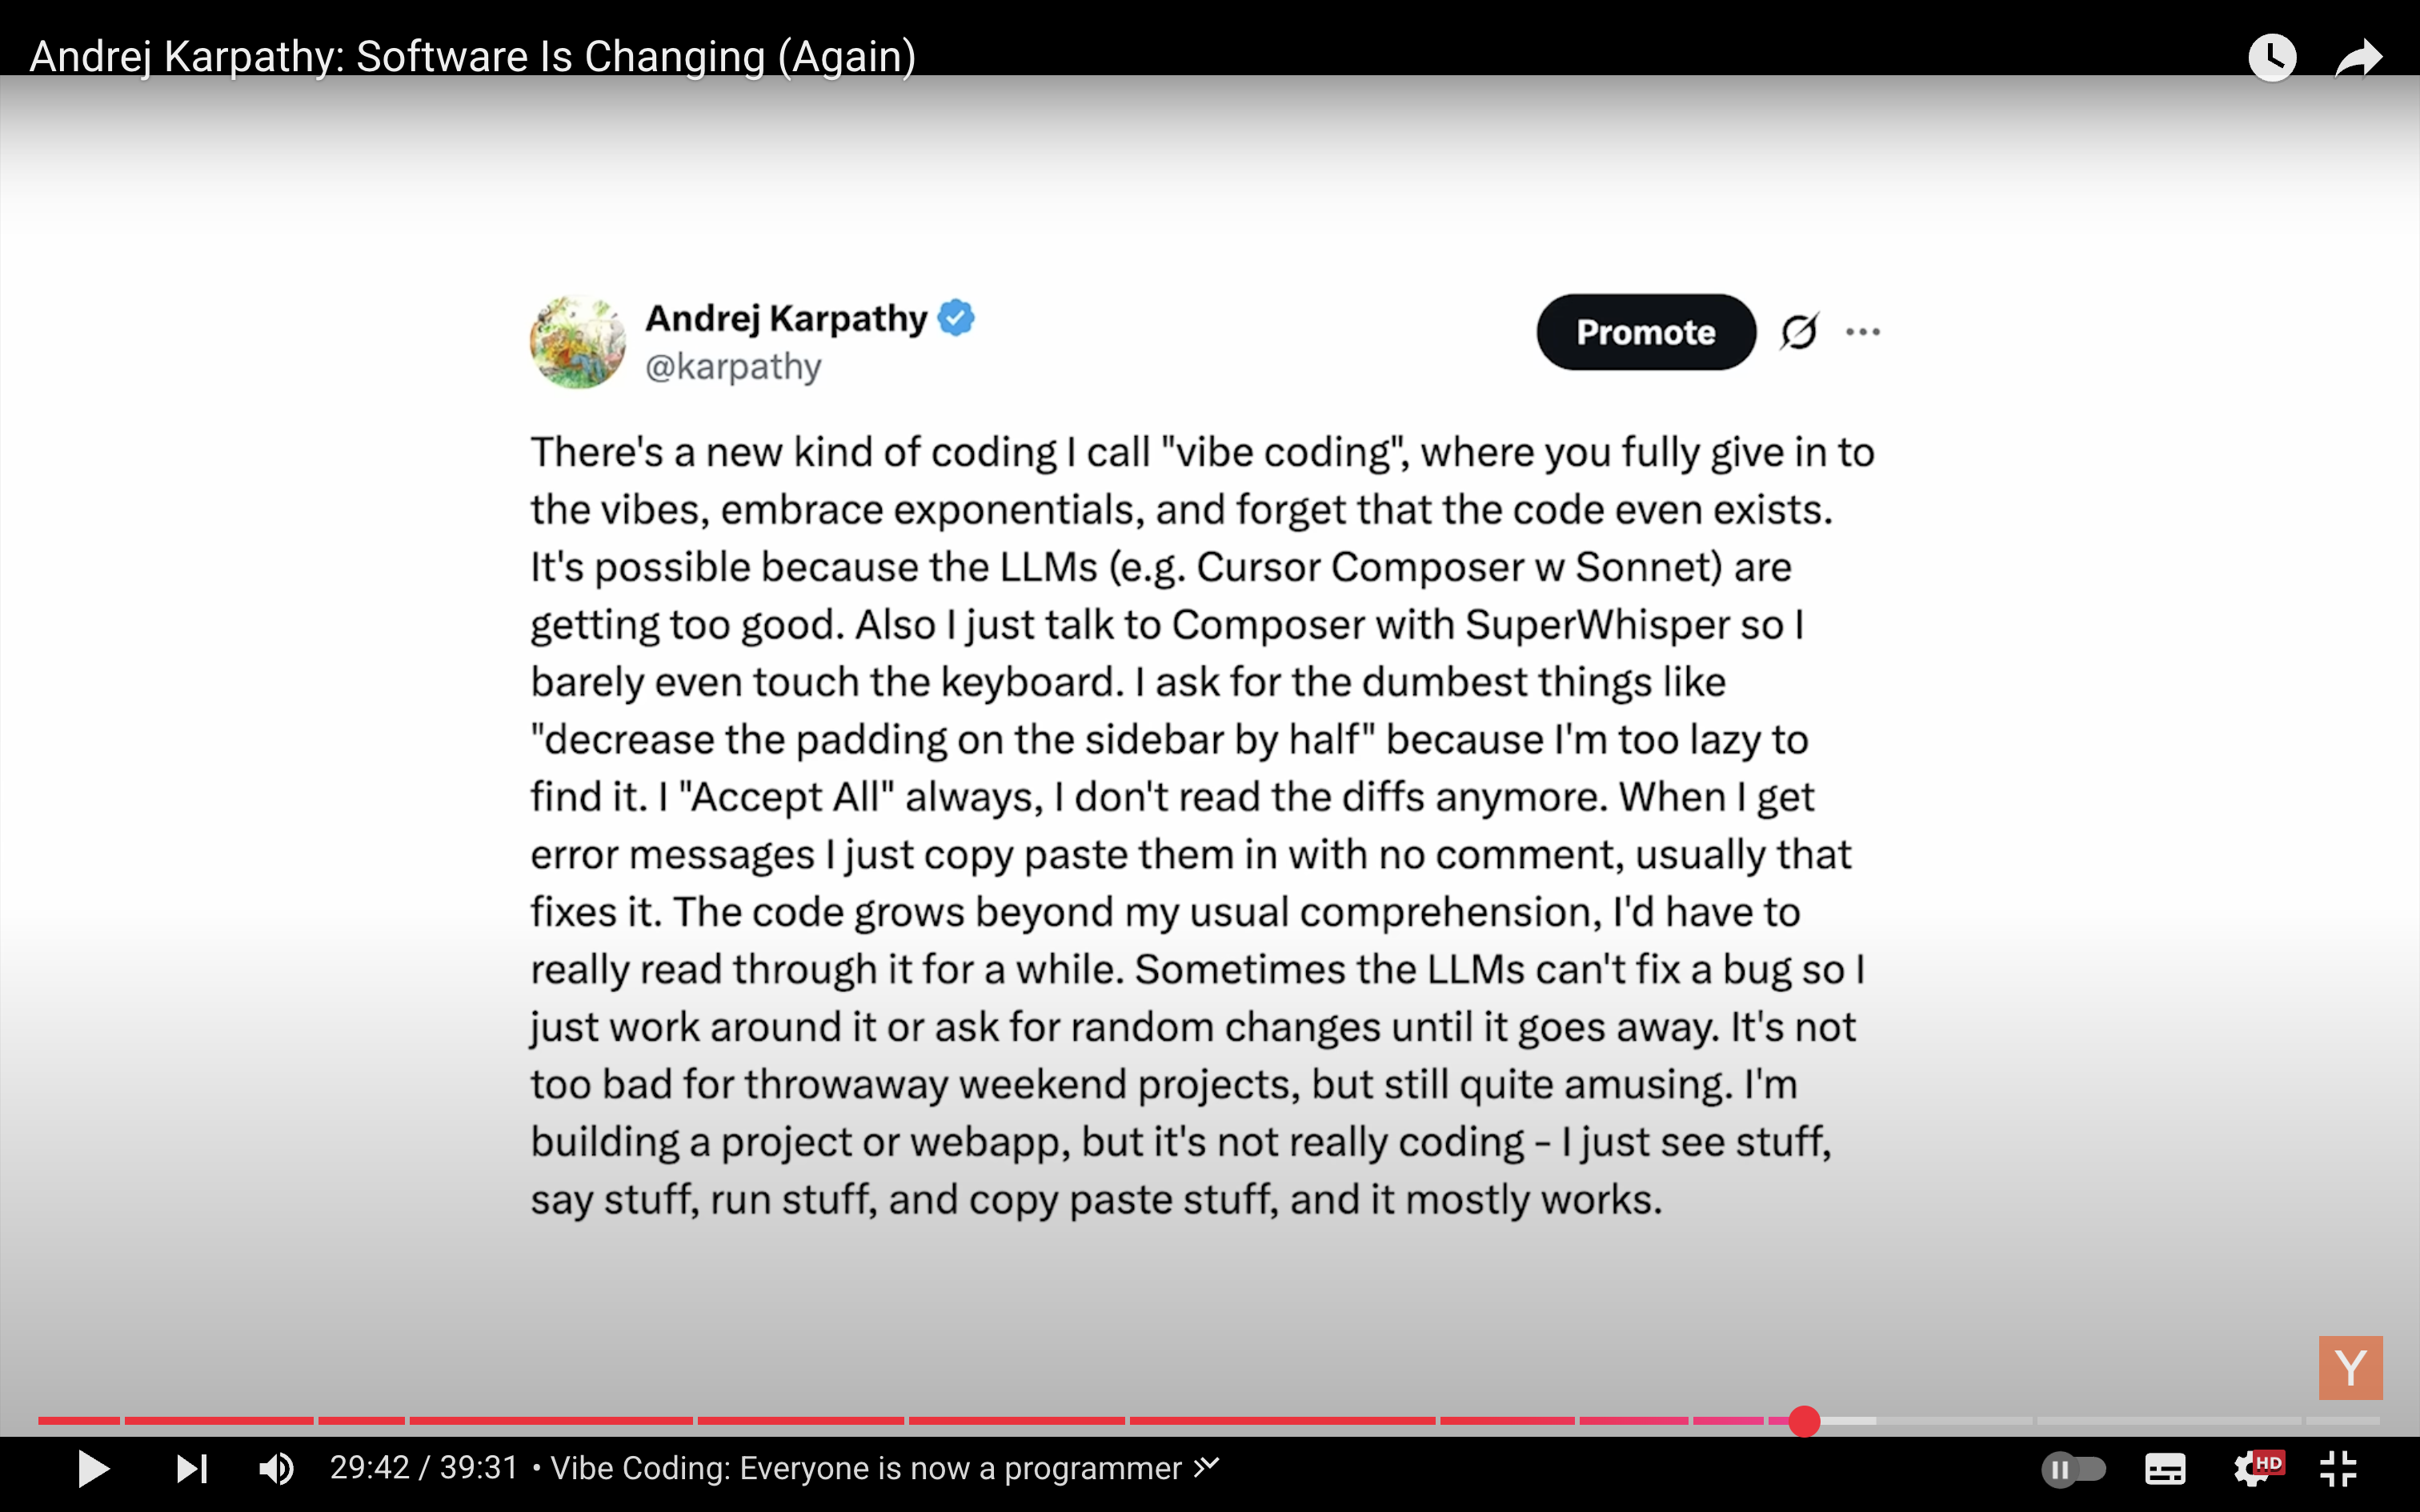 Andrej Karpathy: Software Is Changing (Again)
Andrej Karpathy
@karpathy
Promote
There's a new kind of coding I call "vibe coding", where you fully give in to
the vibes, embrace exponentials, and forget that the code even exists.
It's possible because the LLMs (e.g. Cursor Composer w Sonnet) are
getting too good. Also I just talk to Composer with SuperWhisper so I
barely even touch the keyboard. I ask for the dumbest things like
"decrease the padding on the sidebar by half" because I'm too lazy to
find it. I "Accept All" always, I don't read the diffs anymore. When I get
error messages I just copy paste them in with no comment, usually that
fixes it. The code grows beyond my usual comprehension, I'd have to
really read through it for a while. Sometimes the LLMs can't fix a bug so I
just work around it or ask for random changes until it goes away. It's not
too bad for throwaway weekend projects, but still quite amusing. I'm
building a project or webapp, but it's not really coding - I just see stuff,
say stuff, run stuff, and copy paste stuff, and it mostly works.
Y
29:42 / 39:31 • Vibe Coding: Everyone is now a programmer
HD